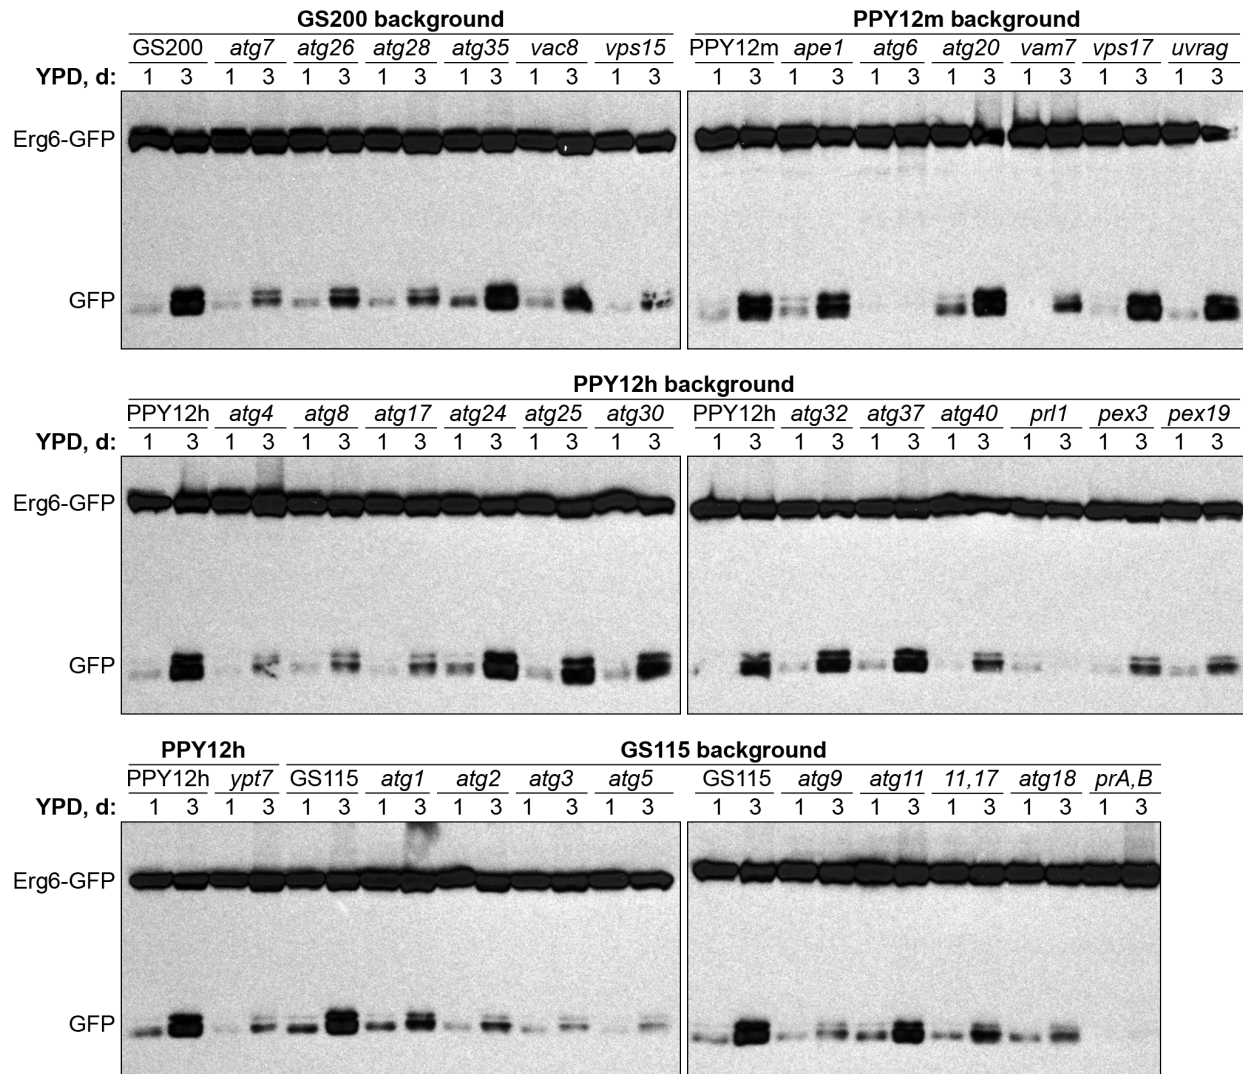 GS200 background PPY12m background
GS200 atg7 atg26 atg28 atg35 vac8 vps15 PPY12m ape1 atg6 atg20 vam7 vps17 uvrag
YPD, d: 1 3 1 3 1 3 1 3 1 3 1 3 1 3 1 3 1 3 1 3 1 3 1 3 1 3 1 3
Erg6-GFP
GFP
PPY12h background
PPY12h atg4 atg8 atg17 atg24 atg25 atg30 PPY12h atg32 atg37 atg40 prl1 pex3 pex19
YPD, d: 1 3 1 3 1 3 1 3 1 3 1 3 1 3 1 3 1 3 1 3 1 3 1 3 1 3 1 3
Erg6-GFP
GFP
PPY12h GS115 background
PPY12h ypt7 GS115 atg1 atg2 atg3 atg5 GS115 atg9 atg11 11,17 atg18 prA,B
YPD, d: 1 3 1 3 1 3 1 3 1 3 1 3 1 3 1 3 1 3 1 3 1 3 1 3 1 3
Erg6-GFP
GFP